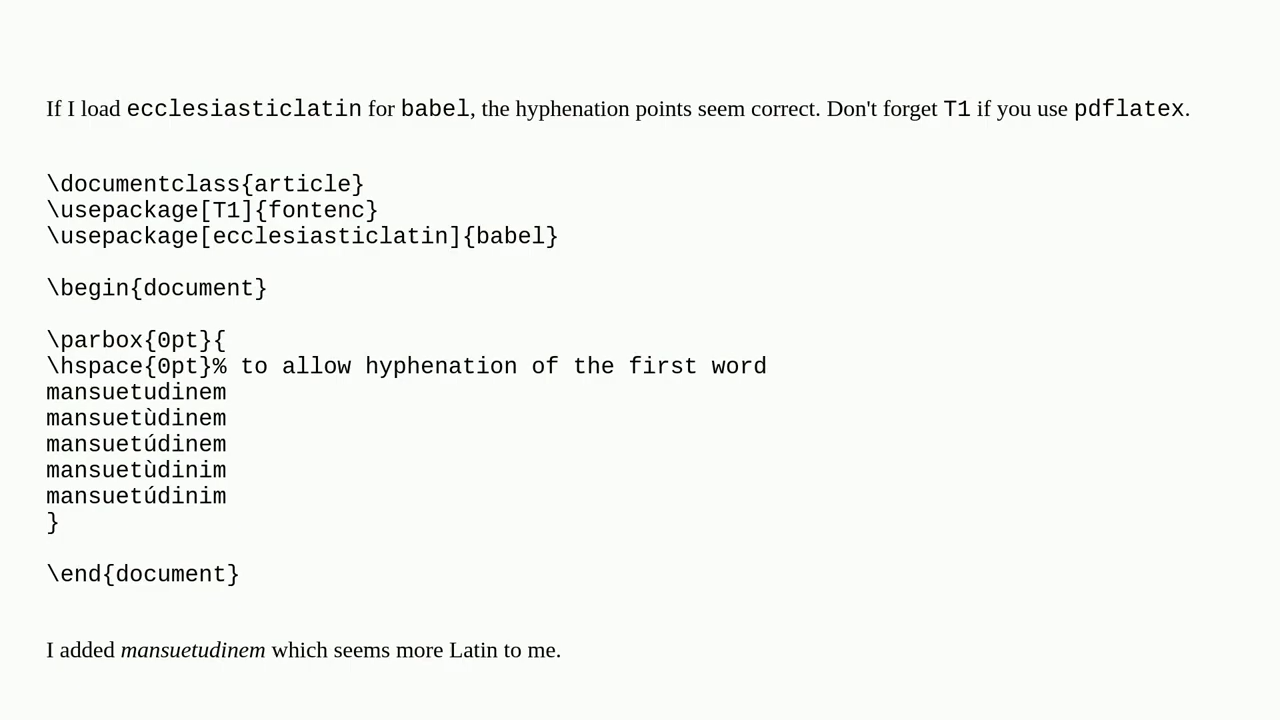 If I load ecclesiasticlatin for babel, the hyphenation points seem correct. Don't forget T1 if you use pdflatex.
\documentclass{article}
\usepackage[T1]{fontenc}
\usepackage[ecclesiasticlatin]{babel}
\begin{document}
\parbox{0pt}{
\hspace{0pt}% to allow hyphenation of the first word
mansuetudinem
mansuetùdinem
mansuetúdinem
mansuetùdinim
mansuetúdinim
}
\end{document}
I added mansuetudinem which seems more Latin to me.